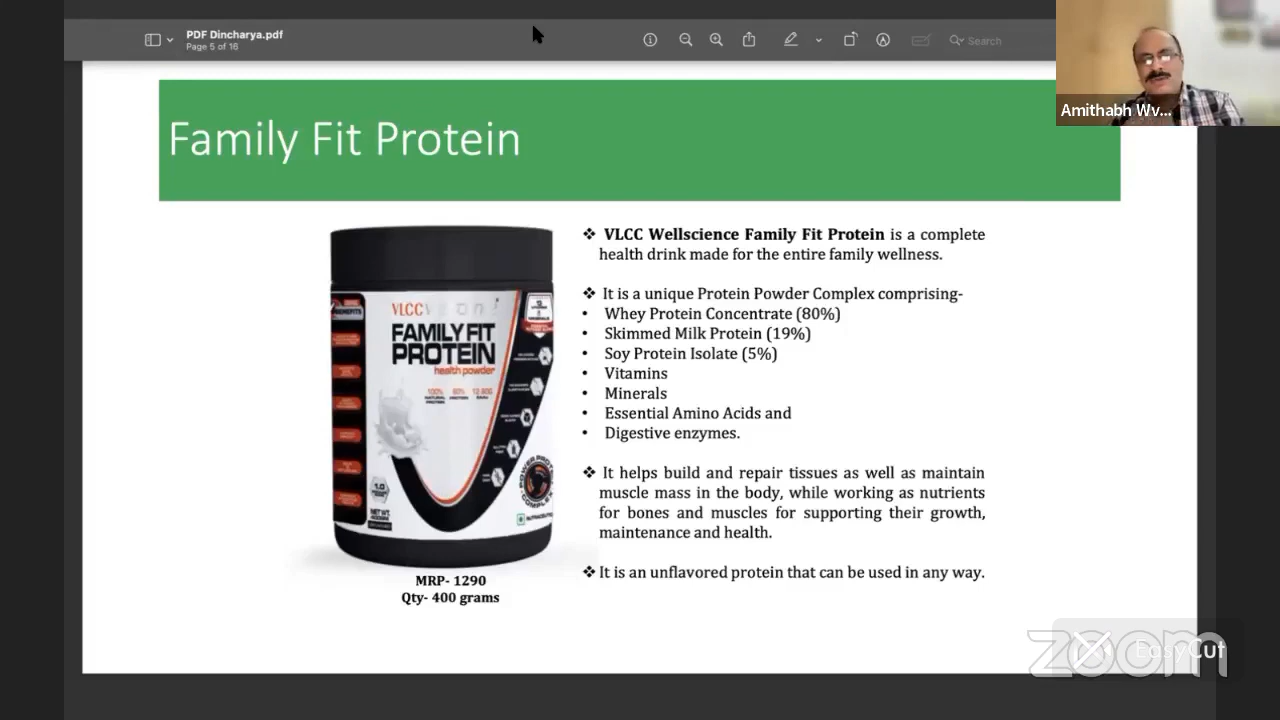 PDF Dincharya.pdf
Page 5 of 16
Search
Amithabh Wv...
Family Fit Protein
VLCC
FAMILY FIT
PROTEIN
health powder
❖ VLCC Wellscience Family Fit Protein is a complete
health drink made for the entire family wellness.
❖ It is a unique Protein Powder Complex comprising-
• Whey Protein Concentrate (80%)
• Skimmed Milk Protein (19%)
• Soy Protein Isolate (5%)
• Vitamins
• Minerals
• Essential Amino Acids and
• Digestive enzymes.
❖ It helps build and repair tissues as well as maintain
muscle mass in the body, while working as nutrients
for bones and muscles for supporting their growth,
maintenance and health.
❖ It is an unflavored protein that can be used in any way.
MRP- 1290
Qty- 400 grams
zoom
EasyCut